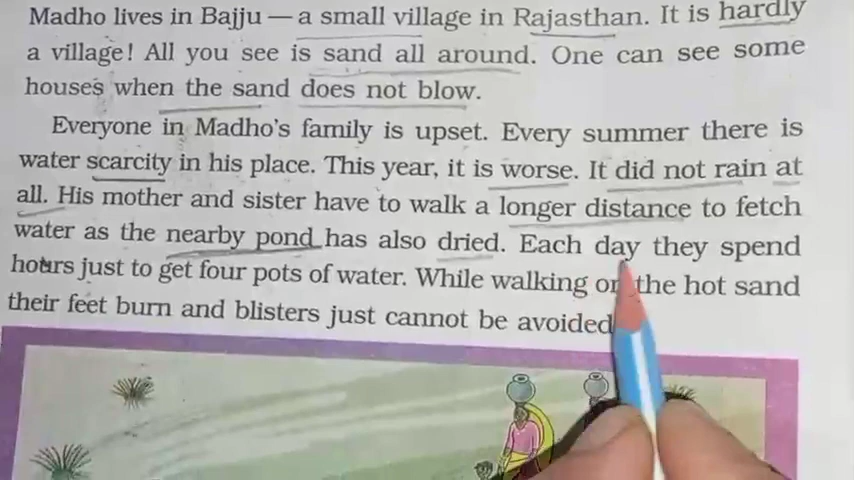 Madho lives in Bajju — a small village in Rajasthan. It is hardly
a village! All you see is sand all around. One can see some
houses when the sand does not blow.
Everyone in Madho's family is upset. Every summer there is
water scarcity in his place. This year, it is worse. It did not rain at
all. His mother and sister have to walk a longer distance to fetch
water as the nearby pond has also dried. Each day they spend
hours just to get four pots of water. While walking on the hot sand
their feet burn and blisters just cannot be avoided